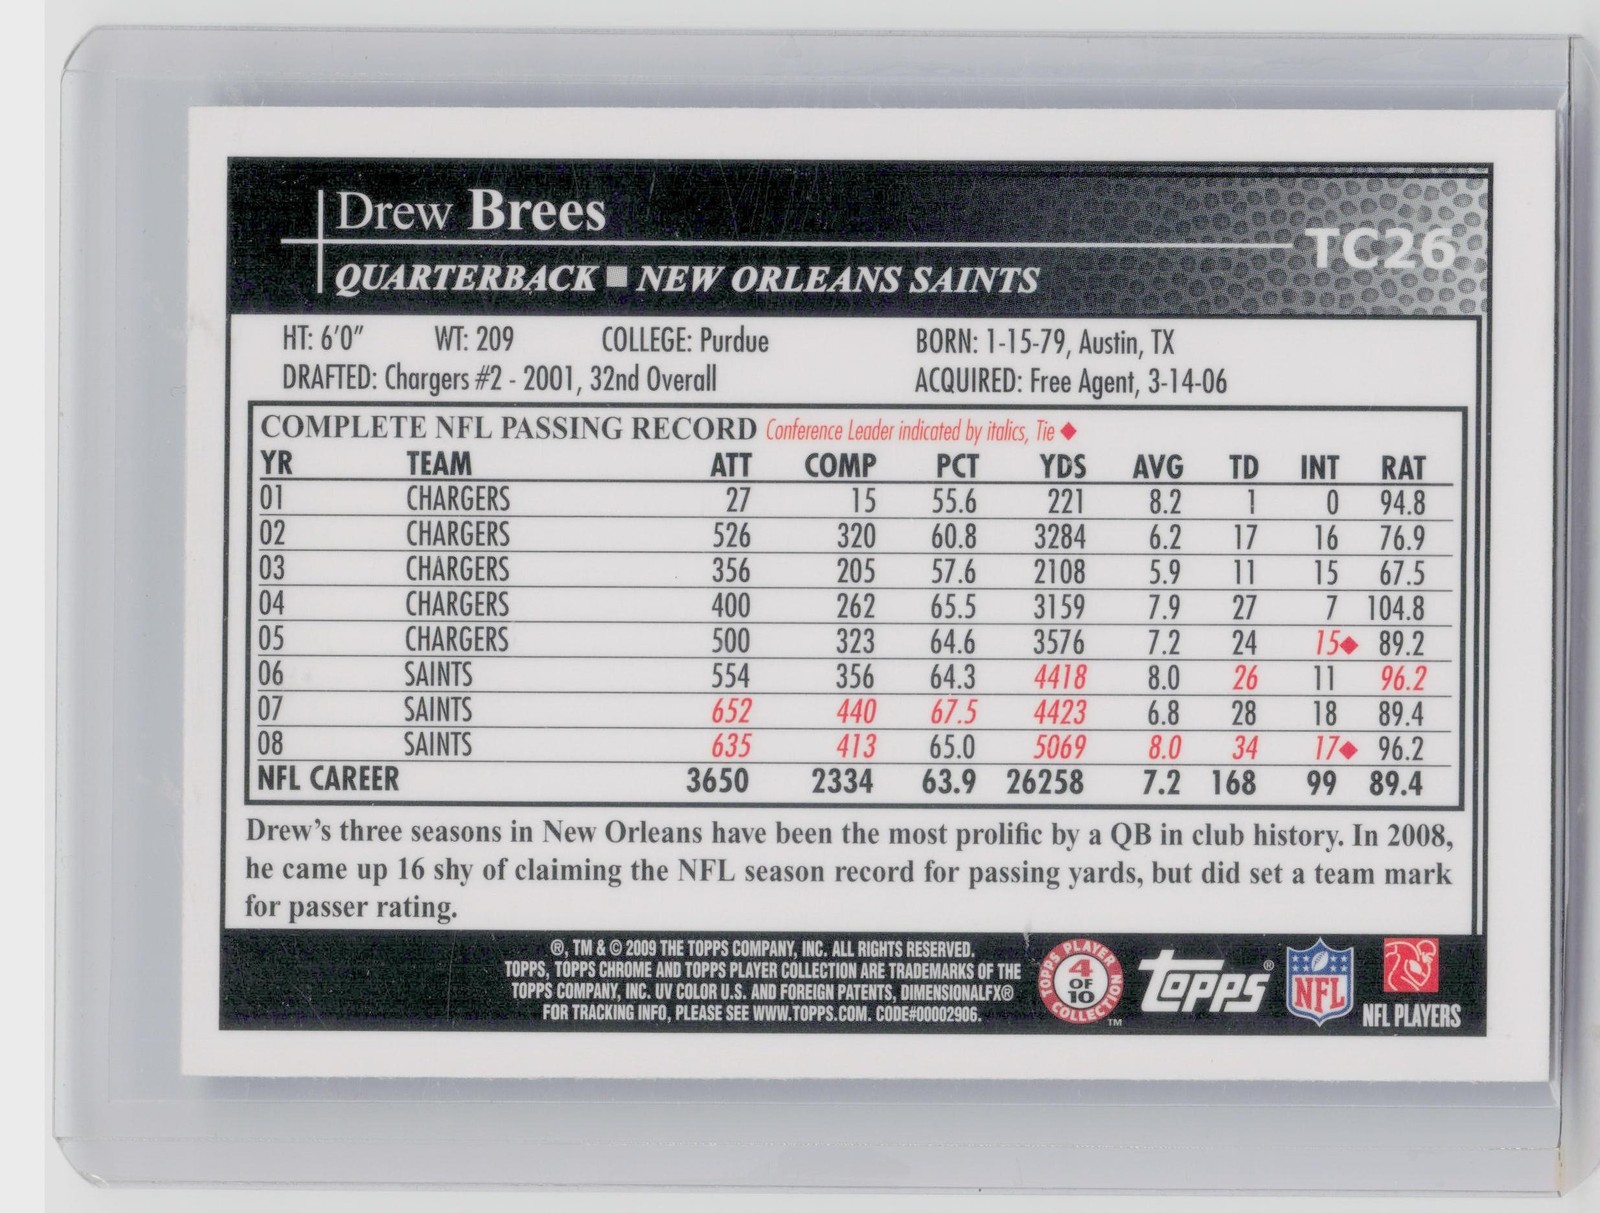 Drew Brees
TC26
QUARTERBACK ■ NEW ORLEANS SAINTS
HT: 6'0" WT: 209 COLLEGE: Purdue BORN: 1-15-79, Austin, TX
DRAFTED: Chargers #2 - 2001, 32nd Overall ACQUIRED: Free Agent, 3-14-06
COMPLETE NFL PASSING RECORD Conference Leader indicated by italics, Tie ◆
YR TEAM ATT COMP PCT YDS AVG TD INT RAT
01 CHARGERS 27 15 55.6 221 8.2 1 0 94.8
02 CHARGERS 526 320 60.8 3284 6.2 17 16 76.9
03 CHARGERS 356 205 57.6 2108 5.9 11 15 67.5
04 CHARGERS 400 262 65.5 3159 7.9 27 7 104.8
05 CHARGERS 500 323 64.6 3576 7.2 24 15◆ 89.2
06 SAINTS 554 356 64.3 4418 8.0 26 11 96.2
07 SAINTS 652 440 67.5 4423 6.8 28 18 89.4
08 SAINTS 635 413 65.0 5069 8.0 34 17◆ 96.2
NFL CAREER 3650 2334 63.9 26258 7.2 168 99 89.4
Drew's three seasons in New Orleans have been the most prolific by a QB in club history. In 2008,
he came up 16 shy of claiming the NFL season record for passing yards, but did set a team mark
for passer rating.
®, TM & © 2009 THE TOPPS COMPANY, INC. ALL RIGHTS RESERVED.
TOPPS, TOPPS CHROME AND TOPPS PLAYER COLLECTION ARE TRADEMARKS OF THE
TOPPS COMPANY, INC. UV COLOR U.S. AND FOREIGN PATENTS, DIMENSIONALFX®
FOR TRACKING INFO, PLEASE SEE WWW.TOPPS.COM. CODE#00002906.
TOPPS PLAYER COLLECTION
4
OF
10
TM
Topps®
NFL
NFL PLAYERS